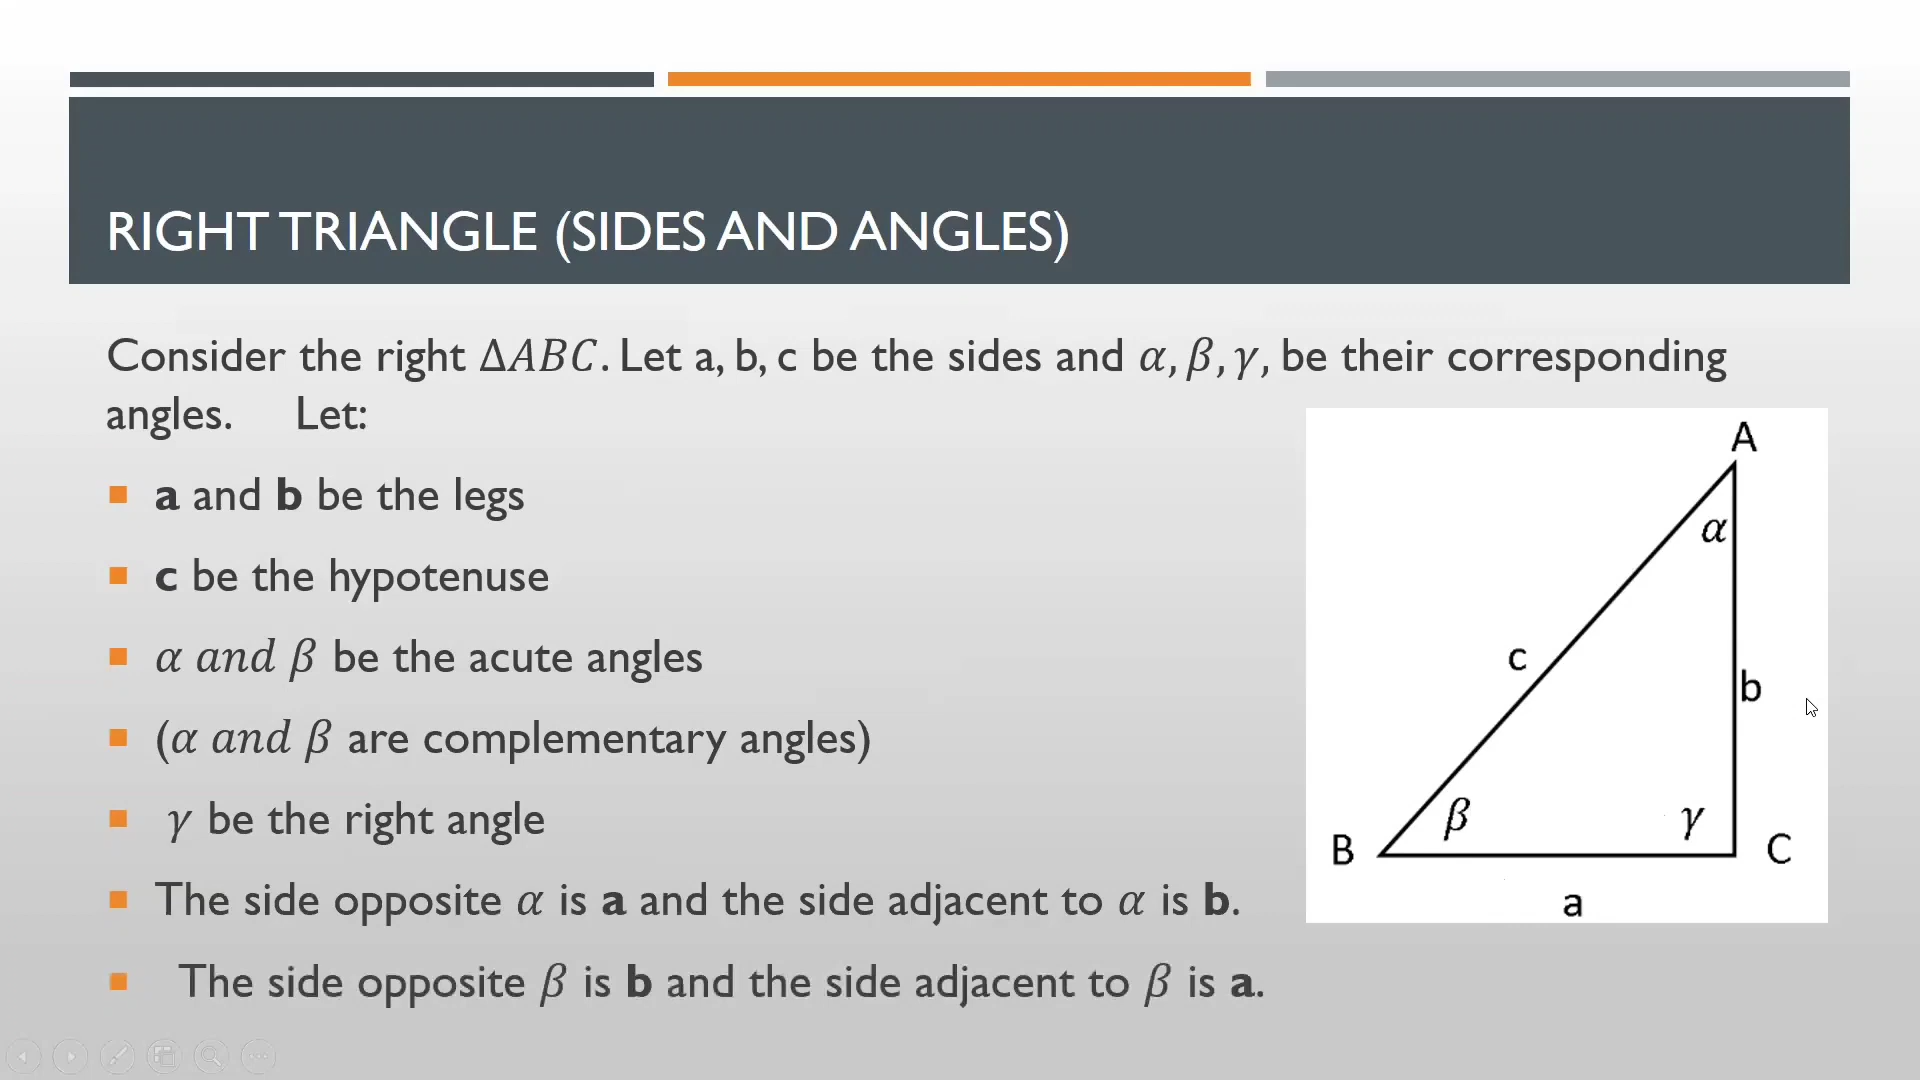 RIGHT TRIANGLE (SIDES AND ANGLES)
Consider the right ΔABC. Let a, b, c be the sides and α, β, γ, be their corresponding
angles. Let:
a and b be the legs
c be the hypotenuse
α and β be the acute angles
(α and β are complementary angles)
γ be the right angle
The side opposite α is a and the side adjacent to α is b.
The side opposite β is b and the side adjacent to β is a.
A
α
c
b
β
γ
B
C
a